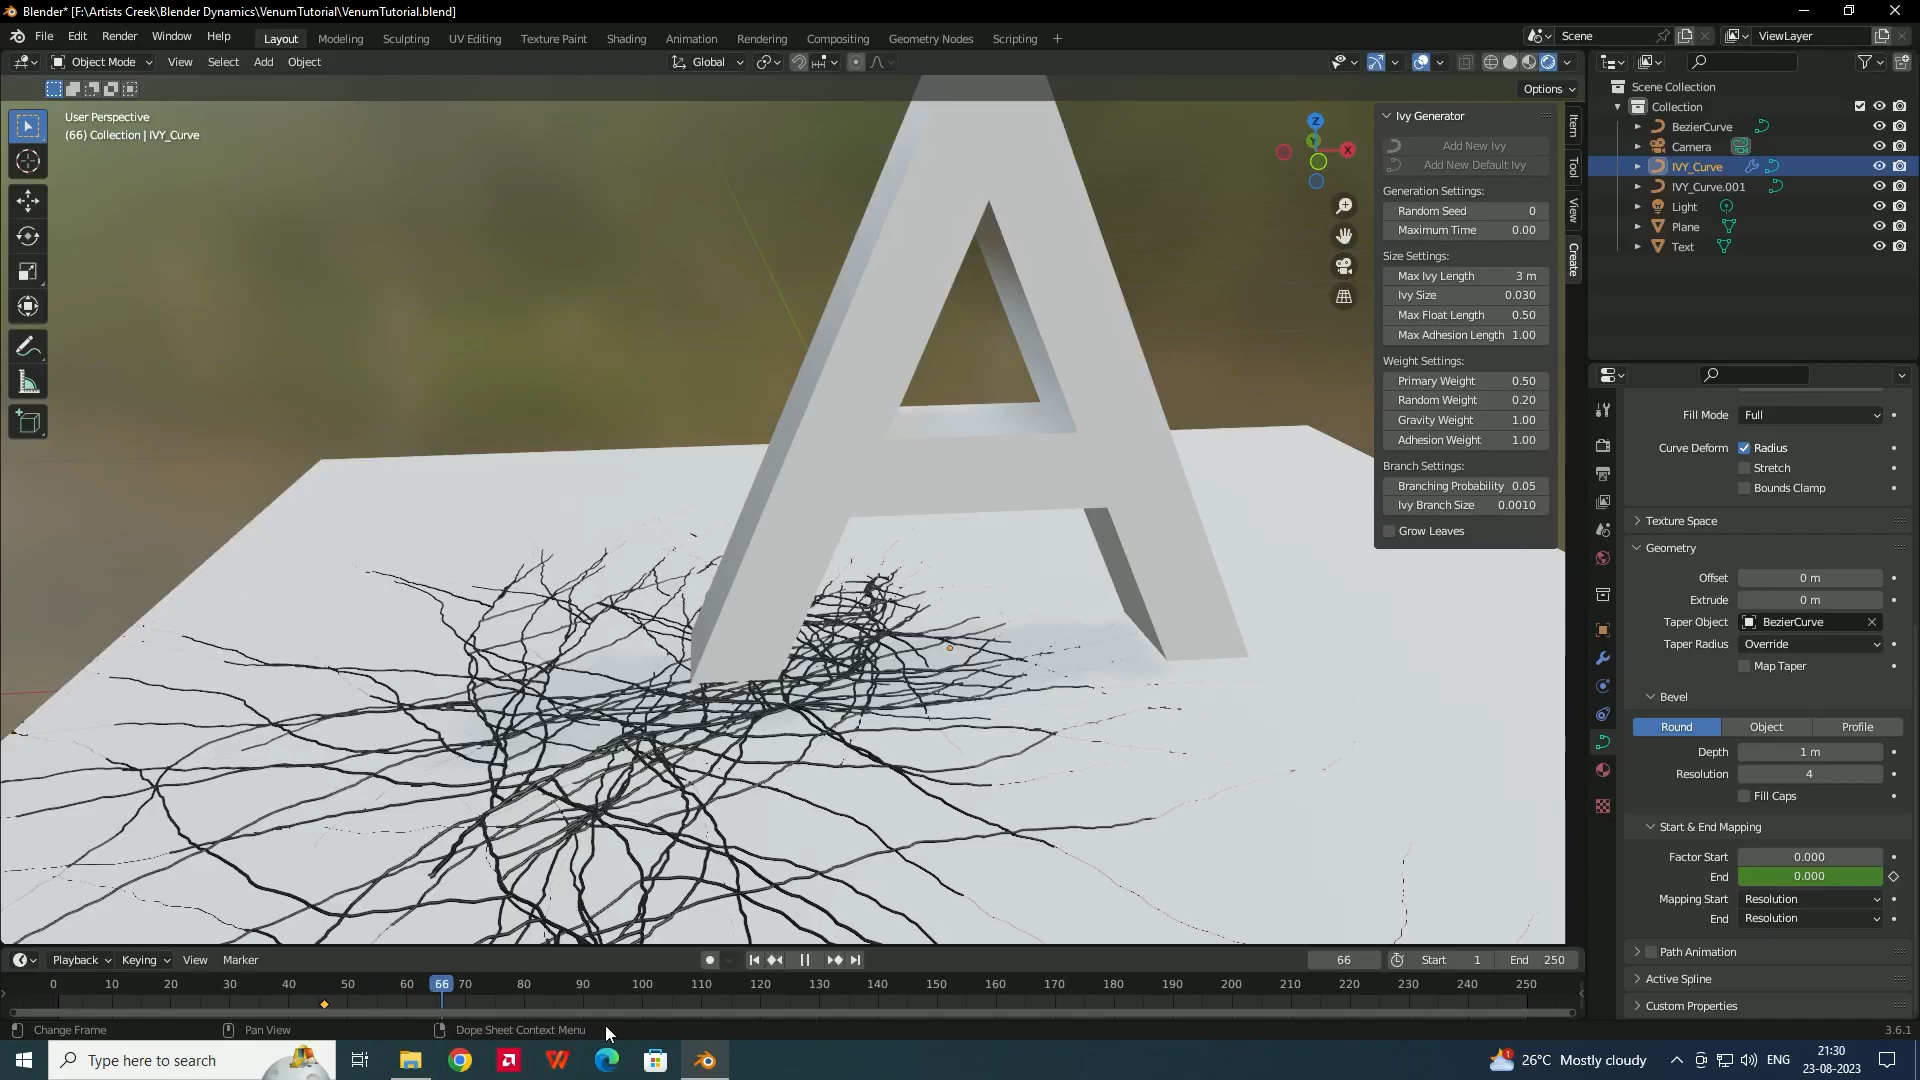 Blender* [F:\Artists Creek\Blender Dynamics\VenumTutorial\VenumTutorial.blend]
File Edit Render Window Help Layout Modeling Sculpting UV Editing Texture Paint Shading Animation Rendering Compositing Geometry Nodes Scripting + Scene ViewLayer
Object Mode View Select Add Object Global
Options
User Perspective
(66) Collection | IVY_Curve
Z
Y
X
Ivy Generator
Add New Ivy
Add New Default Ivy
Generation Settings:
Random Seed 0
Maximum Time 0.00
Size Settings:
Max Ivy Length 3 m
Ivy Size 0.030
Max Float Length 0.50
Max Adhesion Length 1.00
Weight Settings:
Primary Weight 0.50
Random Weight 0.20
Gravity Weight 1.00
Adhesion Weight 1.00
Branch Settings:
Branching Probability 0.05
Ivy Branch Size 0.0010
Grow Leaves
Item
Tool
View
Create
Scene Collection
Collection
BezierCurve
Camera
IVY_Curve
IVY_Curve.001
Light
Plane
Text
Fill Mode Full
Curve Deform Radius
Stretch
Bounds Clamp
Texture Space
Geometry
Offset 0 m
Extrude 0 m
Taper Object BezierCurve
Taper Radius Override
Map Taper
Bevel
Round Object Profile
Depth 1 m
Resolution 4
Fill Caps
Start & End Mapping
Factor Start 0.000
End 0.000
Mapping Start Resolution
End Resolution
Path Animation
Active Spline
Custom Properties
A
Playback Keying View Marker 66 Start 1 End 250
0 10 20 30 40 50 60 66 70 80 90 100 110 120 130 140 150 160 170 180 190 200 210 220 230 240 250
Change Frame Pan View Dope Sheet Context Menu 3.6.1
Type here to search 26°C Mostly cloudy ENG 21:30
23-08-2023